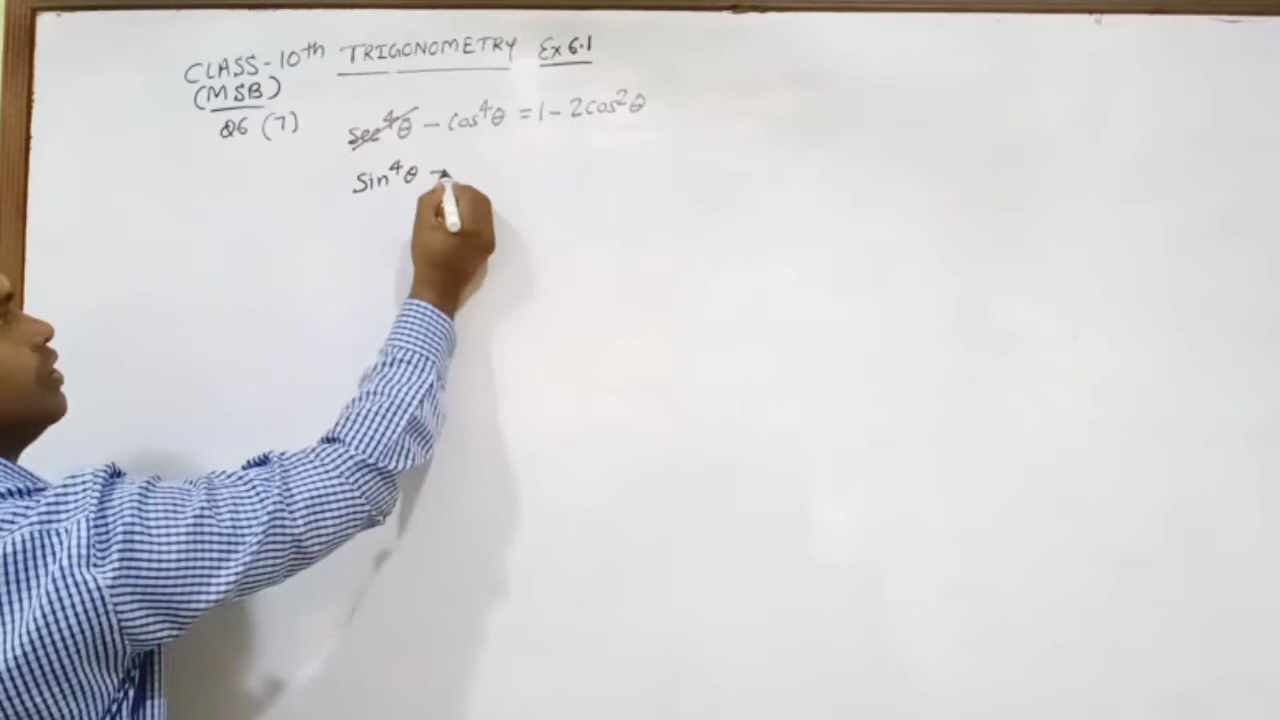 CLASS-10th TRIGONOMETRY Ex 6.1
(MSB)
Q6 (7) sec⁴θ - cos⁴θ = 1 - 2cos²θ
Sin⁴θ -